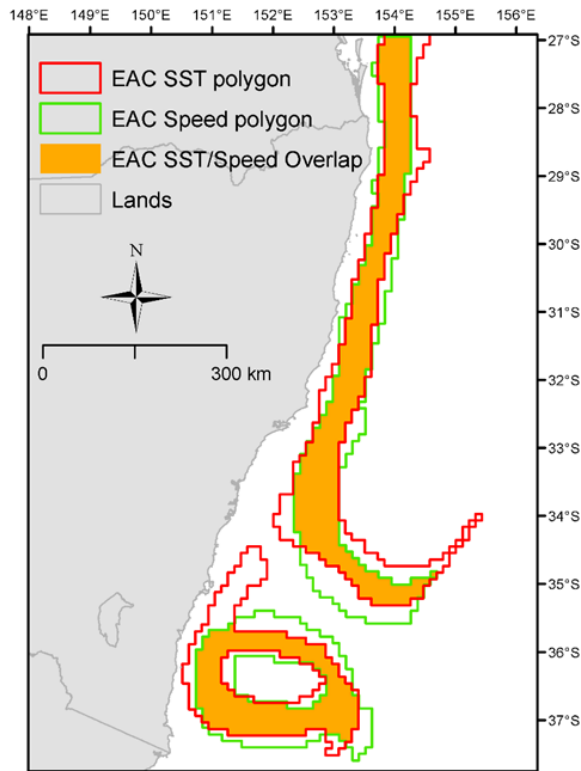 148°E 149°E 150°E 151°E 152°E 153°E 154°E 155°E 156°E
27°S
EAC SST polygon
28°S
EAC Speed polygon
EAC SST/Speed Overlap
29°S
Lands
30°S
N
31°S
0 300 km
32°S
33°S
34°S
35°S
36°S
37°S